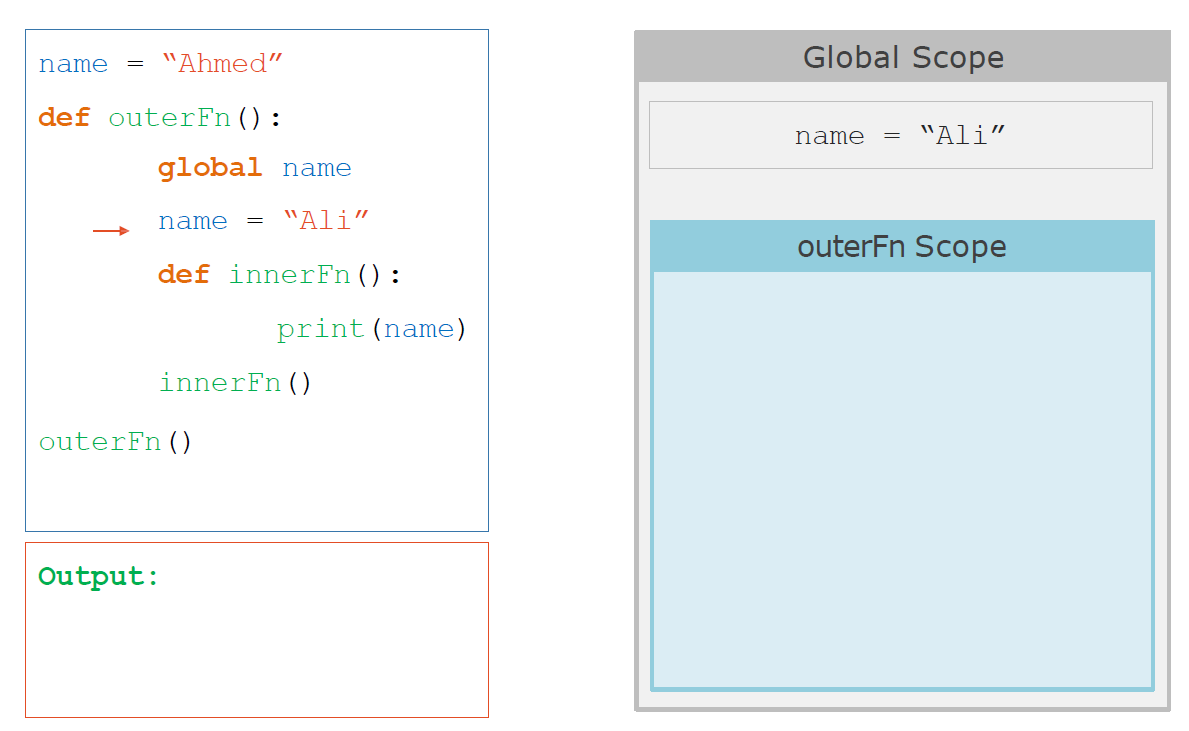 name = “Ahmed”
def outerFn():
global name
name = “Ali”
def innerFn():
print(name)
innerFn()
outerFn()
Output:
Global Scope
name = “Ali”
outerFn Scope